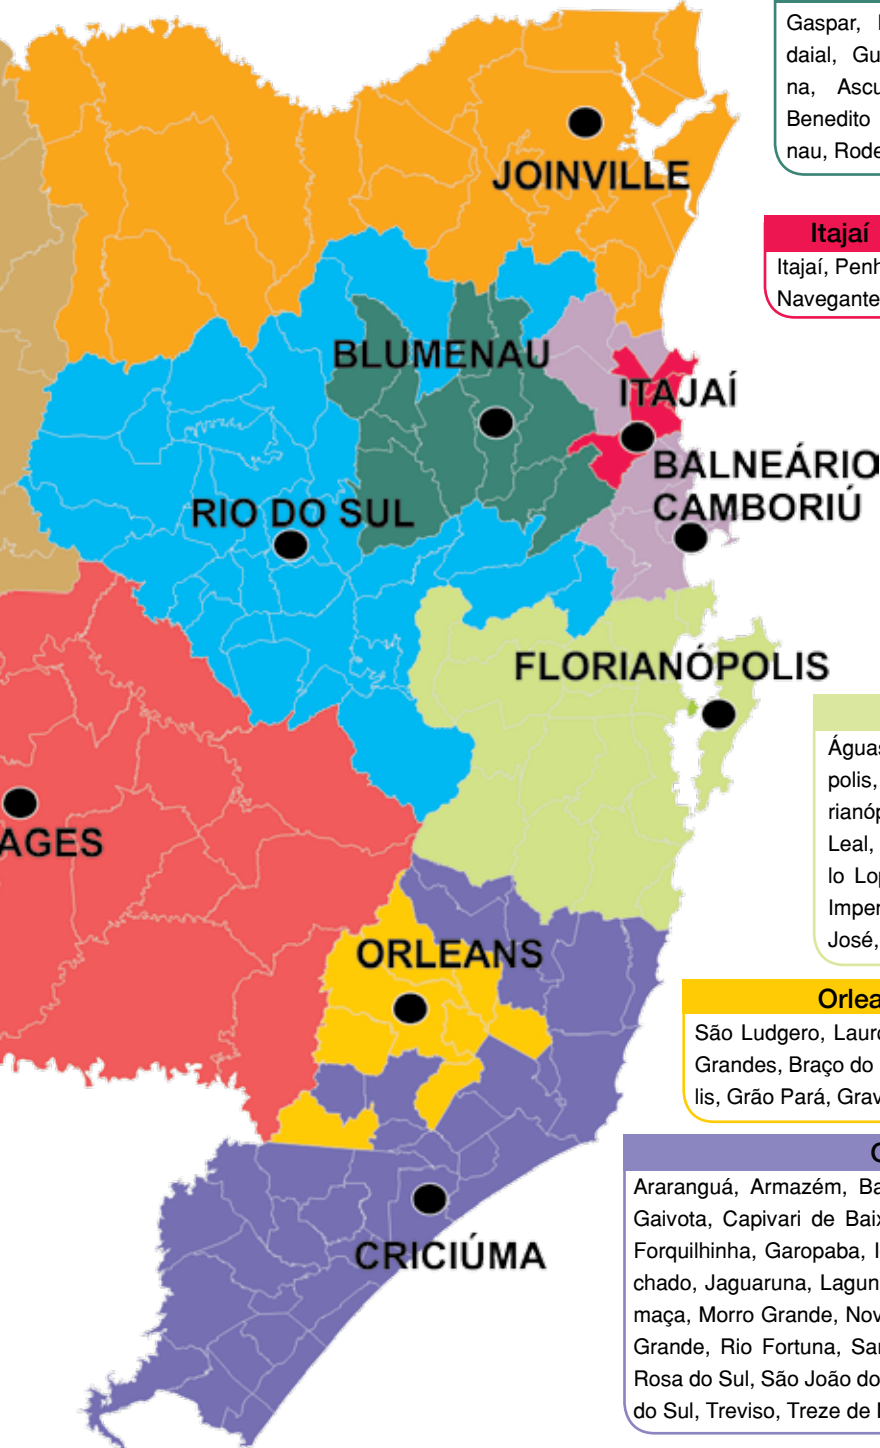 Gaspar,
daial, Gu
na, Ascu
Benedito
nau, Rode
JOINVILLE
Itajaí
Itajaí, Penh
Navegante
BLUMENAU
ITAJAÍ
BALNEÁRIO
CAMBORIÚ
RIO DO SUL
FLORIANÓPOLIS
Águas
polis,
rianóp
Leal,
lo Lop
Imper
José,
AGES
ORLEANS
Orlea
São Ludgero, Lauro
Grandes, Braço do
lis, Grão Pará, Grav
Araranguá, Armazém, Ba
Gaivota, Capivari de Baix
Forquilhinha, Garopaba, I
chado, Jaguaruna, Lagun
maça, Morro Grande, Nov
Grande, Rio Fortuna, San
Rosa do Sul, São João do
do Sul, Treviso, Treze de
CRICIÚMA